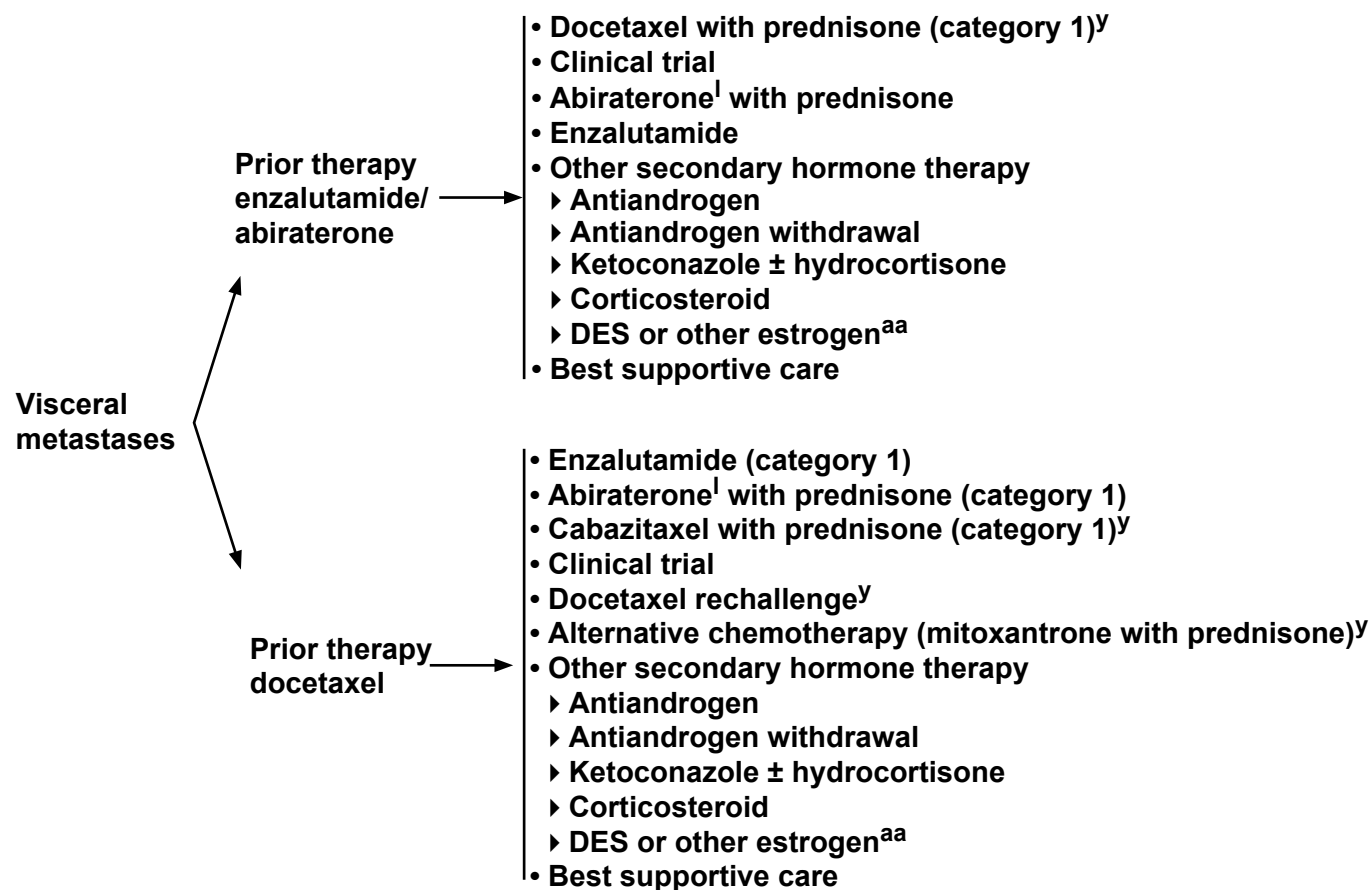 Visceral
metastases
Prior therapy
enzalutamide/
abiraterone
• Docetaxel with prednisone (category 1)y
• Clinical trial
• Abirateronel with prednisone
• Enzalutamide
• Other secondary hormone therapy
▸ Antiandrogen
▸ Antiandrogen withdrawal
▸ Ketoconazole ± hydrocortisone
▸ Corticosteroid
▸ DES or other estrogenaa
• Best supportive care
Prior therapy
docetaxel
• Enzalutamide (category 1)
• Abirateronel with prednisone (category 1)
• Cabazitaxel with prednisone (category 1)y
• Clinical trial
• Docetaxel rechallengey
• Alternative chemotherapy (mitoxantrone with prednisone)y
• Other secondary hormone therapy
▸ Antiandrogen
▸ Antiandrogen withdrawal
▸ Ketoconazole ± hydrocortisone
▸ Corticosteroid
▸ DES or other estrogenaa
• Best supportive care